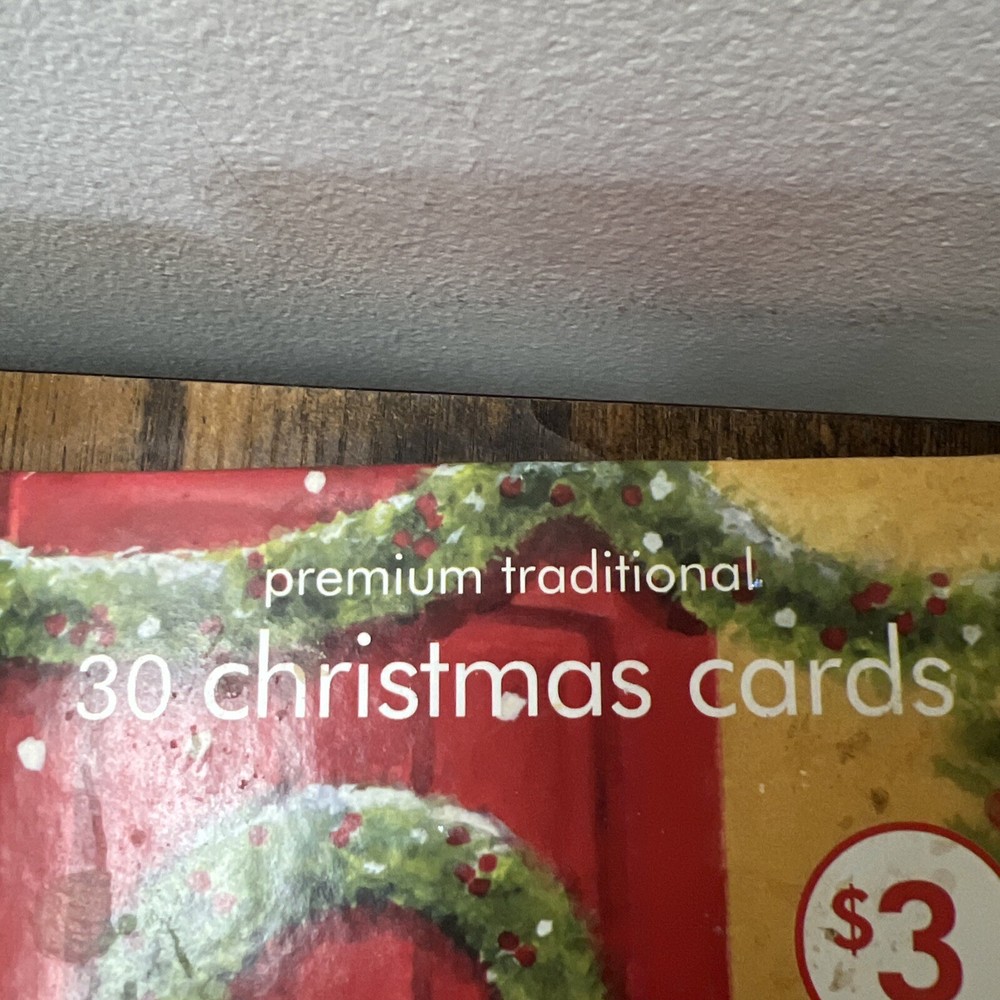 premium traditional
30 christmas cards
$3